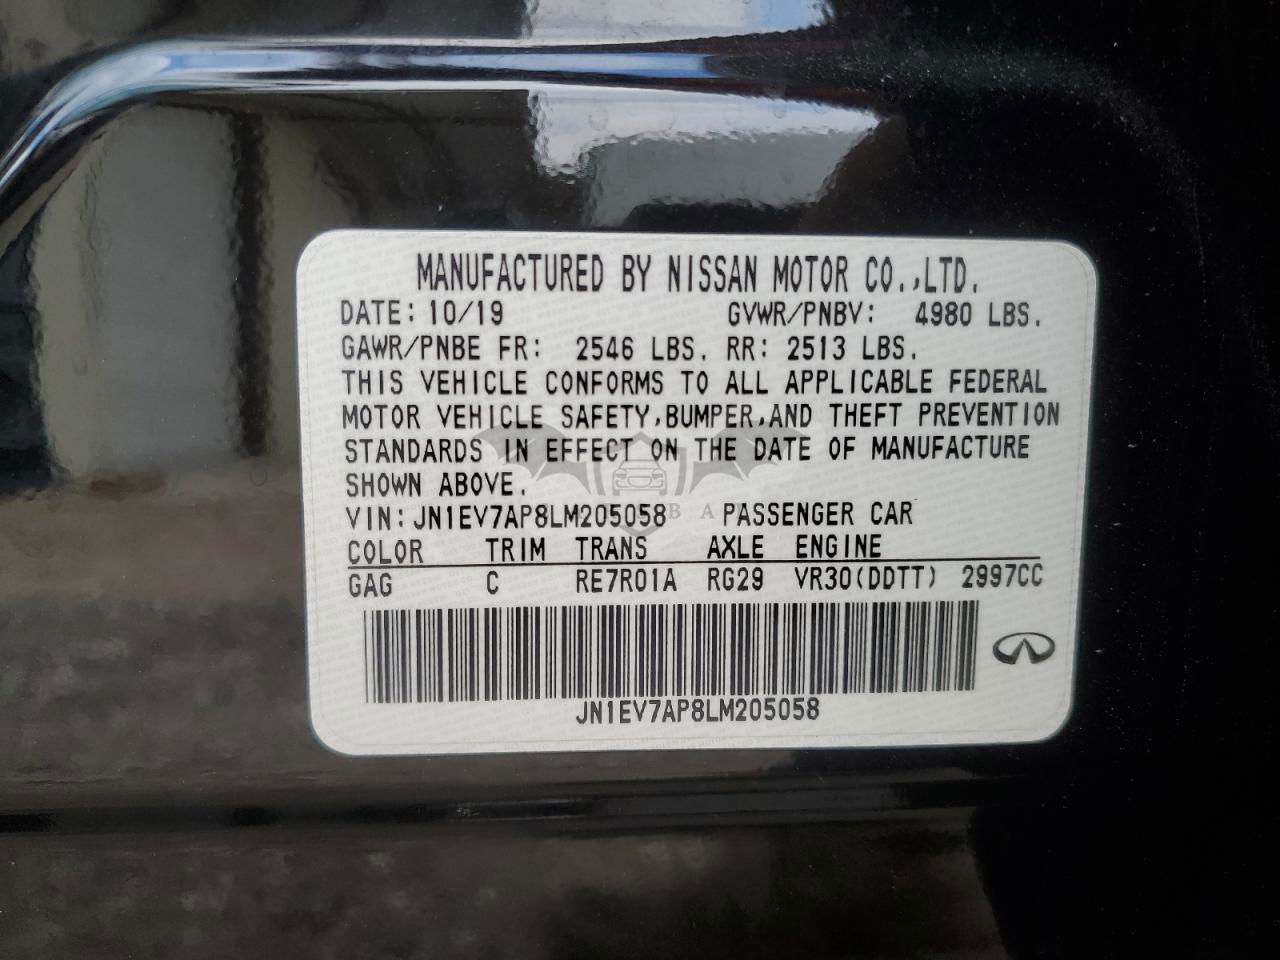 MANUFACTURED BY NISSAN MOTOR CO.,LTD.
DATE: 10/19 GVWR/PNBV: 4980 LBS.
GAWR/PNBE FR: 2546 LBS. RR: 2513 LBS.
THIS VEHICLE CONFORMS TO ALL APPLICABLE FEDERAL
MOTOR VEHICLE SAFETY,BUMPER,AND THEFT PREVENTION
STANDARDS IN EFFECT ON THE DATE OF MANUFACTURE
SHOWN ABOVE.
VIN: JN1EV7AP8LM205058 PASSENGER CAR
COLOR TRIM TRANS AXLE ENGINE
GAG C RE7R01A RG29 VR30(DDTT) 2997CC
JN1EV7AP8LM205058